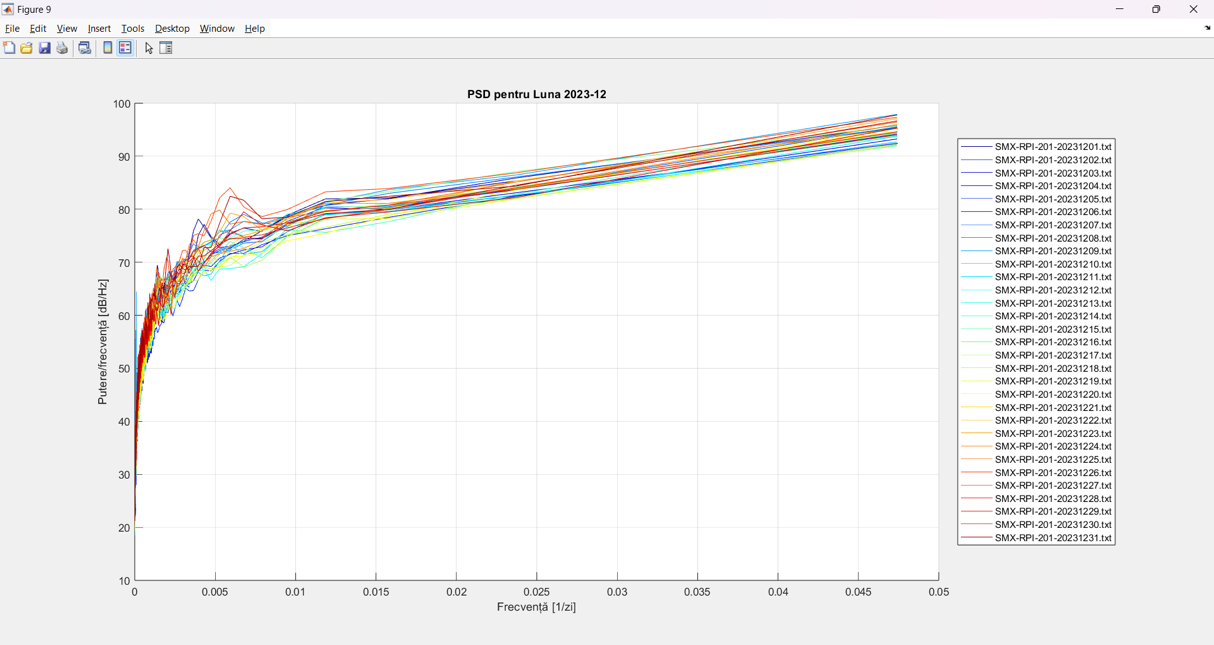 Figure 9
File Edit View Insert Tools Desktop Window Help
PSD pentru Luna 2023-12
Putere/frecvență [dB/Hz]
100
90
80
70
60
50
40
30
20
10
0 0.005 0.01 0.015 0.02 0.025 0.03 0.035 0.04 0.045 0.05
Frecvență [1/zi]
SMX-RPI-201-20231201.txt
SMX-RPI-201-20231202.txt
SMX-RPI-201-20231203.txt
SMX-RPI-201-20231204.txt
SMX-RPI-201-20231205.txt
SMX-RPI-201-20231206.txt
SMX-RPI-201-20231207.txt
SMX-RPI-201-20231208.txt
SMX-RPI-201-20231209.txt
SMX-RPI-201-20231210.txt
SMX-RPI-201-20231211.txt
SMX-RPI-201-20231212.txt
SMX-RPI-201-20231213.txt
SMX-RPI-201-20231214.txt
SMX-RPI-201-20231215.txt
SMX-RPI-201-20231216.txt
SMX-RPI-201-20231217.txt
SMX-RPI-201-20231218.txt
SMX-RPI-201-20231219.txt
SMX-RPI-201-20231220.txt
SMX-RPI-201-20231221.txt
SMX-RPI-201-20231222.txt
SMX-RPI-201-20231223.txt
SMX-RPI-201-20231224.txt
SMX-RPI-201-20231225.txt
SMX-RPI-201-20231226.txt
SMX-RPI-201-20231227.txt
SMX-RPI-201-20231228.txt
SMX-RPI-201-20231229.txt
SMX-RPI-201-20231230.txt
SMX-RPI-201-20231231.txt